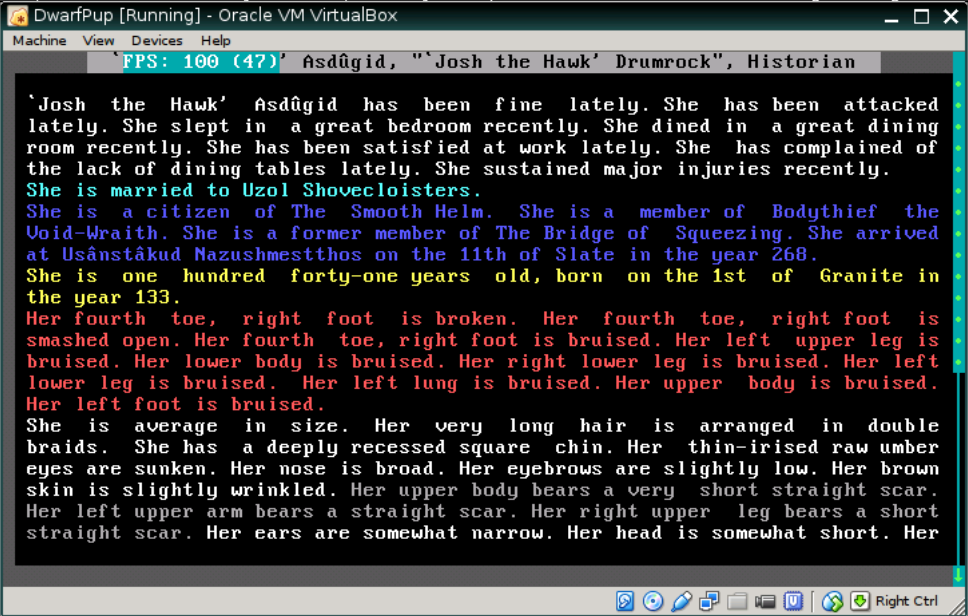 DwarfPup [Running] - Oracle VM VirtualBox
Machine View Devices Help
`FPS: 100 (47)' Asdûgid, "`Josh the Hawk' Drumrock", Historian
`Josh the Hawk' Asdûgid has been fine lately. She has been attacked
lately. She slept in a great bedroom recently. She dined in a great dining
room recently. She has been satisfied at work lately. She has complained of
the lack of dining tables lately. She sustained major injuries recently.
She is married to Uzol Shovecloisters.
She is a citizen of The Smooth Helm. She is a member of Bodythief the
Void-Wraith. She is a former member of The Bridge of Squeezing. She arrived
at Usânstâkud Nazushmestthos on the 11th of Slate in the year 268.
She is one hundred forty-one years old, born on the 1st of Granite in
the year 133.
Her fourth toe, right foot is broken. Her fourth toe, right foot is
smashed open. Her fourth toe, right foot is bruised. Her left upper leg is
bruised. Her lower body is bruised. Her right lower leg is bruised. Her left
lower leg is bruised. Her left lung is bruised. Her upper body is bruised.
Her left foot is bruised.
She is average in size. Her very long hair is arranged in double
braids. She has a deeply recessed square chin. Her thin-irised raw umber
eyes are sunken. Her nose is broad. Her eyebrows are slightly low. Her brown
skin is slightly wrinkled. Her upper body bears a very short straight scar.
Her left upper arm bears a straight scar. Her right upper leg bears a short
straight scar. Her ears are somewhat narrow. Her head is somewhat short. Her
Right Ctrl